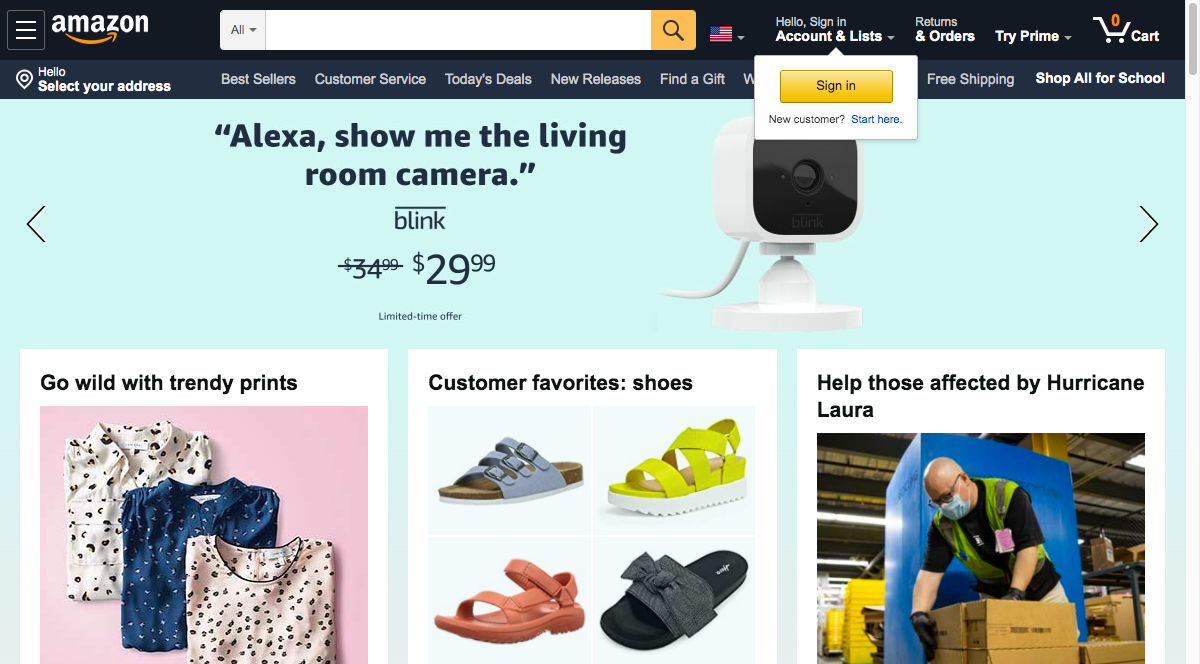 amazon
All
Hello, Sign in
Account & Lists
Returns
& Orders
Try Prime
0
Cart
Hello
Select your address
Best Sellers
Customer Service
Today's Deals
New Releases
Find a Gift
W
Free Shipping
Shop All for School
Sign in
New customer? Start here.
“Alexa, show me the living
room camera.”
blink
$34.99 $29.99
Limited-time offer
blink
Go wild with trendy prints
Customer favorites: shoes
Help those affected by Hurricane
Laura